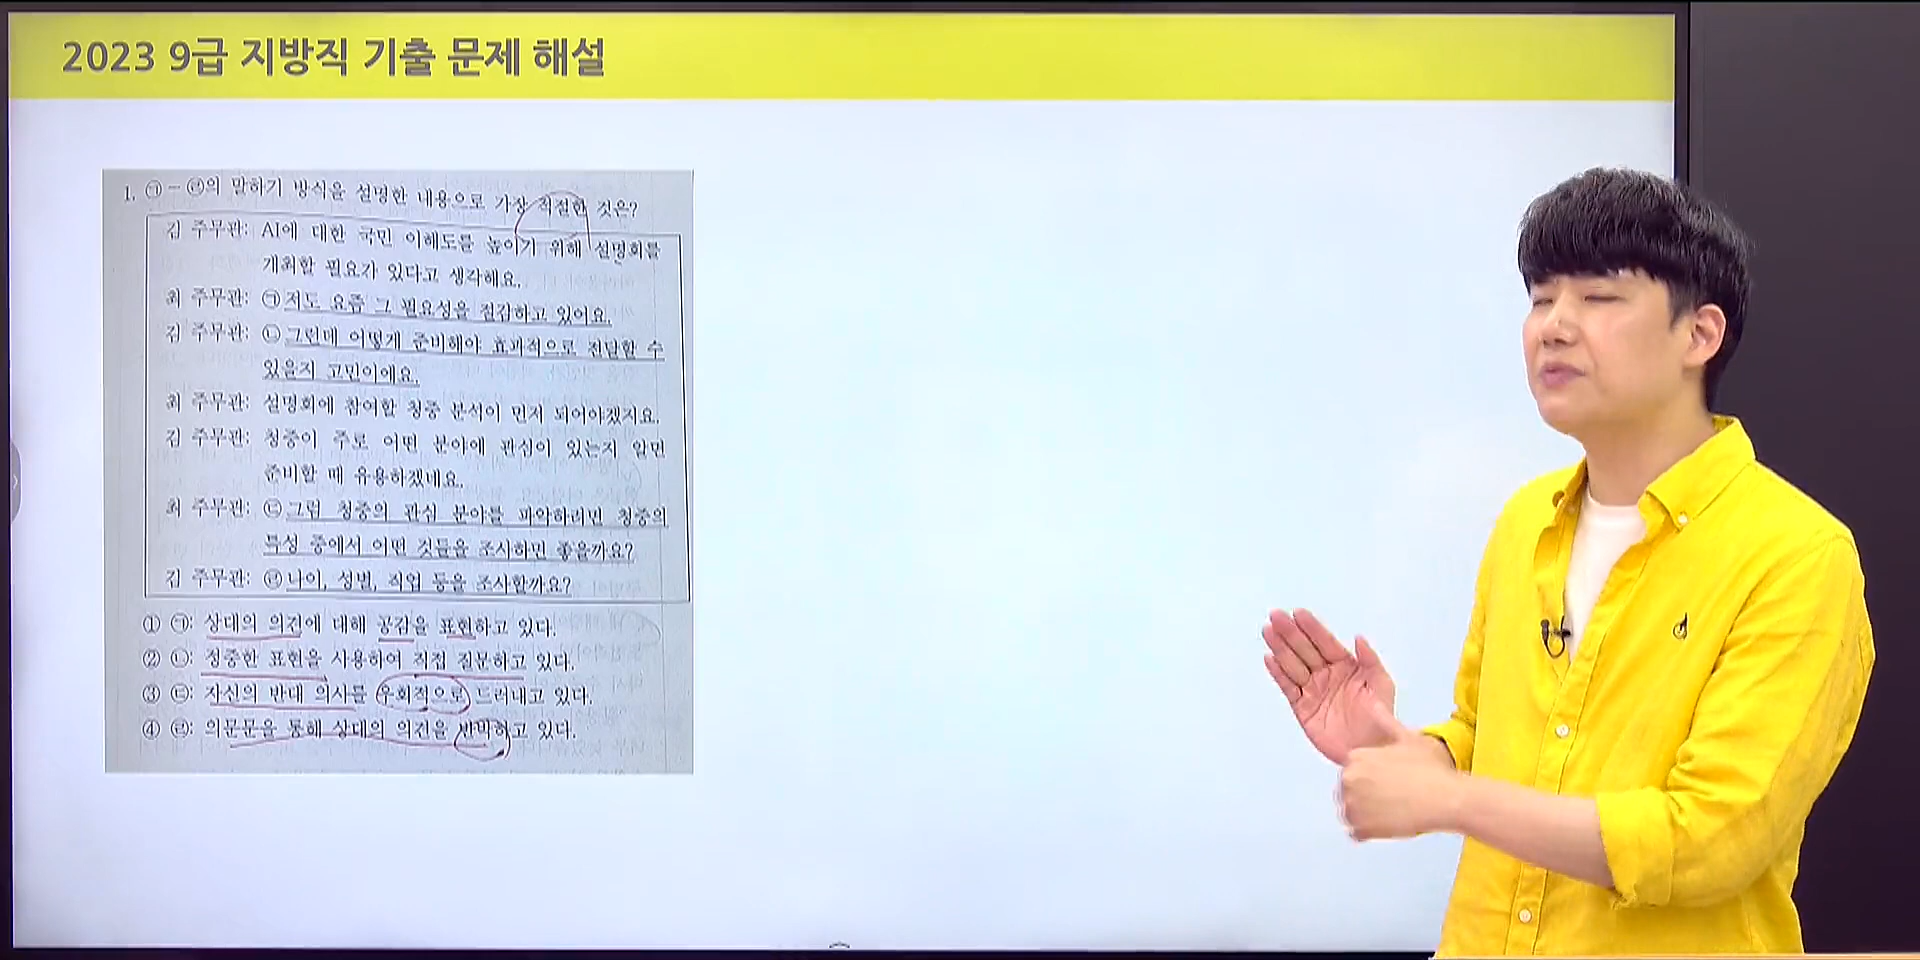 2023 9급 지방직 기출 문제 해설
1. ㉠-㉣의 말하기 방식을 설명한 내용으로 가장 적절한 것은?
김 주무관: AI에 대한 국민 이해도를 높이기 위해 설명회를
개최할 필요가 있다고 생각해요.
최 주무관: ㉠저도 요즘 그 필요성을 절감하고 있어요.
김 주무관: ㉡그런데 어떻게 준비해야 효과적으로 전달할 수
있을지 고민이에요.
최 주무관: 설명회에 참여할 청중 분석이 먼저 되어야겠지요.
김 주무관: 청중이 주로 어떤 분야에 관심이 있는지 알면
준비할 때 유용하겠네요.
최 주무관: ㉢그럼 청중의 관심 분야를 파악하려면 청중의
특성 중에서 어떤 것들을 조사하면 좋을까요?
김 주무관: ㉣나이, 성별, 직업 등을 조사할까요?
① ㉠: 상대의 의견에 대해 공감을 표현하고 있다.
② ㉡: 정중한 표현을 사용하여 직접 질문하고 있다.
③ ㉢: 자신의 반대 의사를 우회적으로 드러내고 있다.
④ ㉣: 의문문을 통해 상대의 의견을 반박하고 있다.